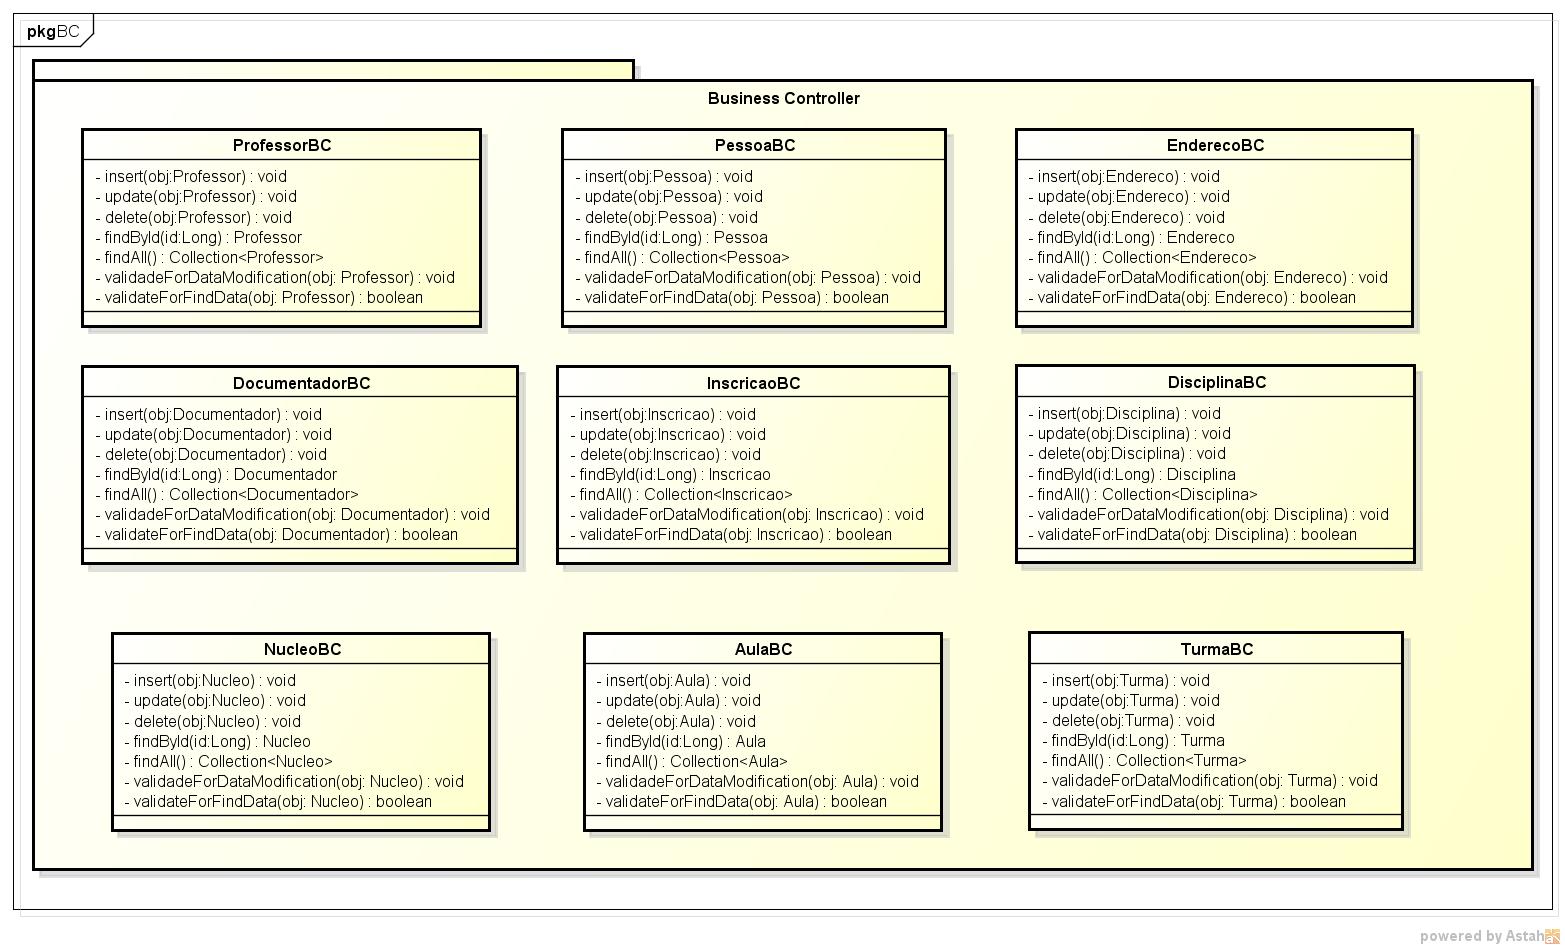 pkg BC
Business Controller
ProfessorBC
- insert(obj:Professor) : void
- update(obj:Professor) : void
- delete(obj:Professor) : void
- findById(id:Long) : Professor
- findAll() : Collection<Professor>
- validadeForDataModification(obj: Professor) : void
- validateForFindData(obj: Professor) : boolean
PessoaBC
- insert(obj:Pessoa) : void
- update(obj:Pessoa) : void
- delete(obj:Pessoa) : void
- findById(id:Long) : Pessoa
- findAll() : Collection<Pessoa>
- validadeForDataModification(obj: Pessoa) : void
- validateForFindData(obj: Pessoa) : boolean
EnderecoBC
- insert(obj:Endereco) : void
- update(obj:Endereco) : void
- delete(obj:Endereco) : void
- findById(id:Long) : Endereco
- findAll() : Collection<Endereco>
- validadeForDataModification(obj: Endereco) : void
- validateForFindData(obj: Endereco) : boolean
DocumentadorBC
- insert(obj:Documentador) : void
- update(obj:Documentador) : void
- delete(obj:Documentador) : void
- findById(id:Long) : Documentador
- findAll() : Collection<Documentador>
- validadeForDataModification(obj: Documentador) : void
- validateForFindData(obj: Documentador) : boolean
InscricaoBC
- insert(obj:Inscricao) : void
- update(obj:Inscricao) : void
- delete(obj:Inscricao) : void
- findById(id:Long) : Inscricao
- findAll() : Collection<Inscricao>
- validadeForDataModification(obj: Inscricao) : void
- validateForFindData(obj: Inscricao) : boolean
DisciplinaBC
- insert(obj:Disciplina) : void
- update(obj:Disciplina) : void
- delete(obj:Disciplina) : void
- findById(id:Long) : Disciplina
- findAll() : Collection<Disciplina>
- validadeForDataModification(obj: Disciplina) : void
- validateForFindData(obj: Disciplina) : boolean
NucleoBC
- insert(obj:Nucleo) : void
- update(obj:Nucleo) : void
- delete(obj:Nucleo) : void
- findById(id:Long) : Nucleo
- findAll() : Collection<Nucleo>
- validadeForDataModification(obj: Nucleo) : void
- validateForFindData(obj: Nucleo) : boolean
AulaBC
- insert(obj:Aula) : void
- update(obj:Aula) : void
- delete(obj:Aula) : void
- findById(id:Long) : Aula
- findAll() : Collection<Aula>
- validadeForDataModification(obj: Aula) : void
- validateForFindData(obj: Aula) : boolean
TurmaBC
- insert(obj:Turma) : void
- update(obj:Turma) : void
- delete(obj:Turma) : void
- findById(id:Long) : Turma
- findAll() : Collection<Turma>
- validadeForDataModification(obj: Turma) : void
- validateForFindData(obj: Turma) : boolean
powered by Astah